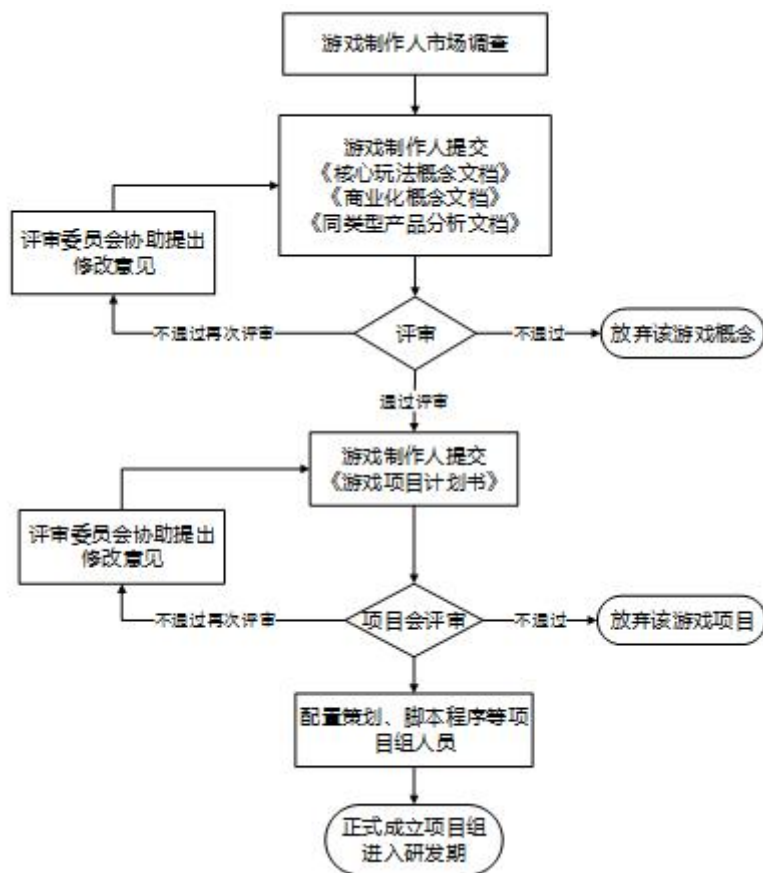 游戏制作人市场调查
游戏制作人提交
《核心玩法概念文档》
《商业化概念文档》
《同类型产品分析文档》
评审委员会协助提出
修改意见
不通过再次评审
评审
不通过
放弃该游戏概念
通过评审
游戏制作人提交
《游戏项目计划书》
评审委员会协助提出
修改意见
不通过再次评审
项目会评审
不通过
放弃该游戏项目
配置策划、脚本程序等项
目组人员
正式成立项目组
进入研发期